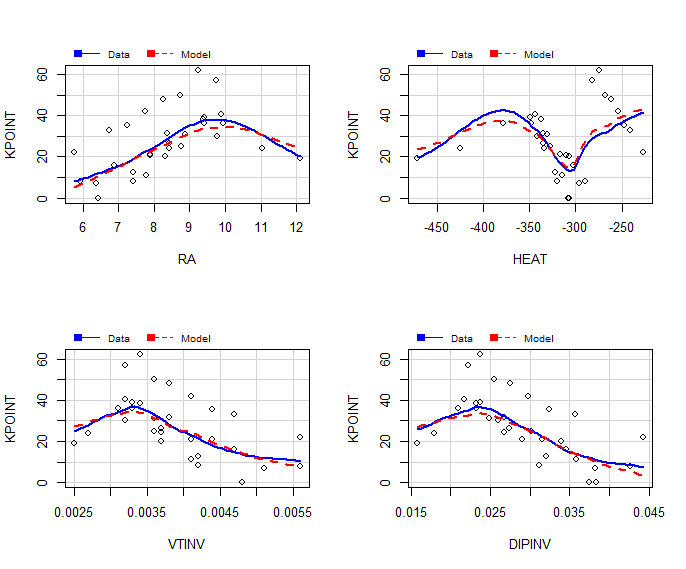 Data Model
KPOINT
0 20 40 60
6 7 8 9 10 11 12
RA
Data Model
KPOINT
0 20 40 60
-450 -400 -350 -300 -250
HEAT
Data Model
KPOINT
0 20 40 60
0.0025 0.0035 0.0045 0.0055
VTINV
Data Model
KPOINT
0 20 40 60
0.015 0.025 0.035 0.045
DIPINV